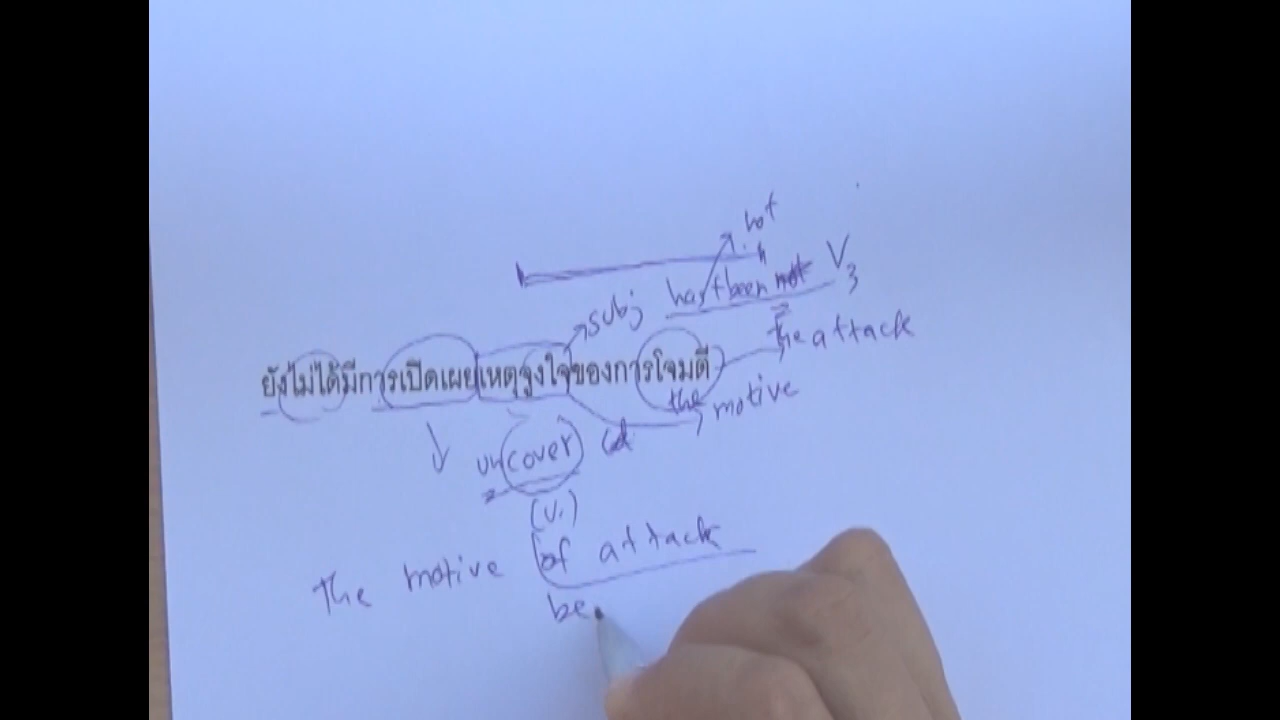 not
has been not V3
subj
the attack
ยังไม่ได้มีการเปิดเผยเหตุจูงใจของการโจมตี
the motive
uncover
(v.)
the motive of attack
be